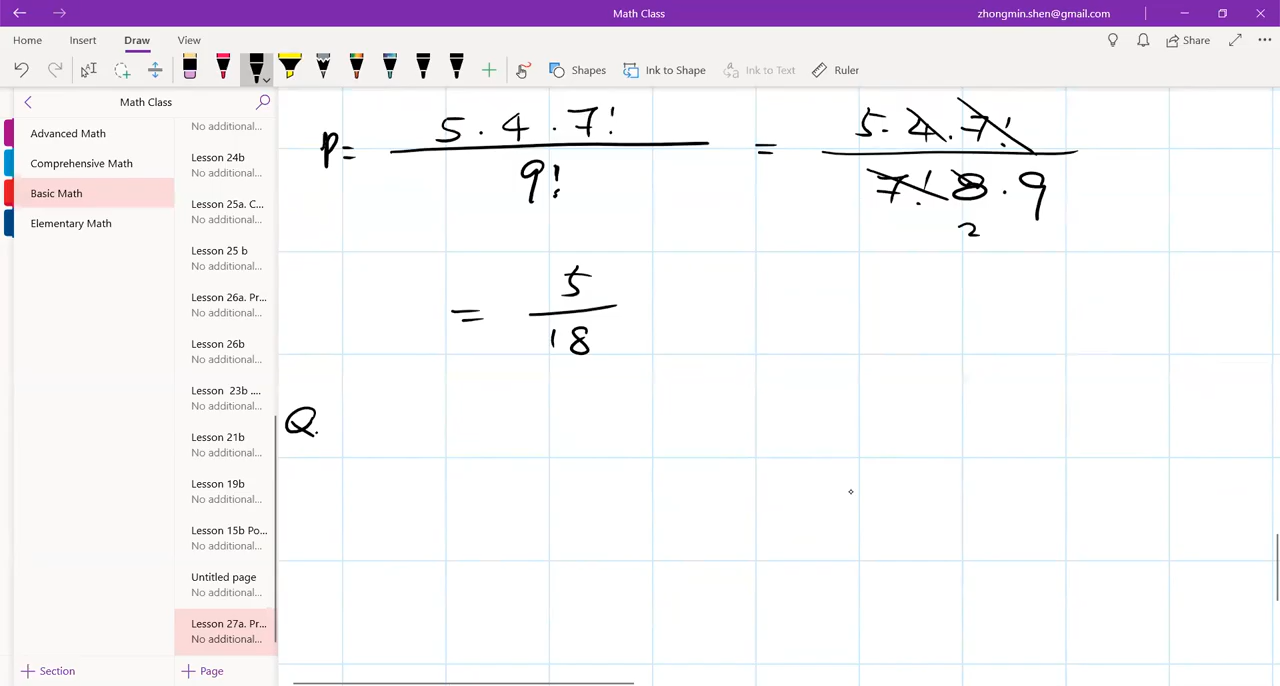 Math Class
zhongmin.shen@gmail.com
Home
Insert
Draw
View
Share
Shapes
Ink to Shape
Ink to Text
Ruler
Math Class
Advanced Math
Comprehensive Math
Basic Math
Elementary Math
No additional...
Lesson 24b
No additional...
Lesson 25a. C...
No additional...
Lesson 25 b
No additional...
Lesson 26a. Pr...
No additional...
Lesson 26b
No additional...
Lesson 23b ....
No additional...
Lesson 21b
No additional...
Lesson 19b
No additional...
Lesson 15b Po...
No additional...
Untitled page
No additional...
Lesson 27a. Pr...
No additional...
Section
Page
5 · 4 · 7!
P= =
9!
5 · 4 · 7!
7! 8 · 9
2
5
=
18
Q.